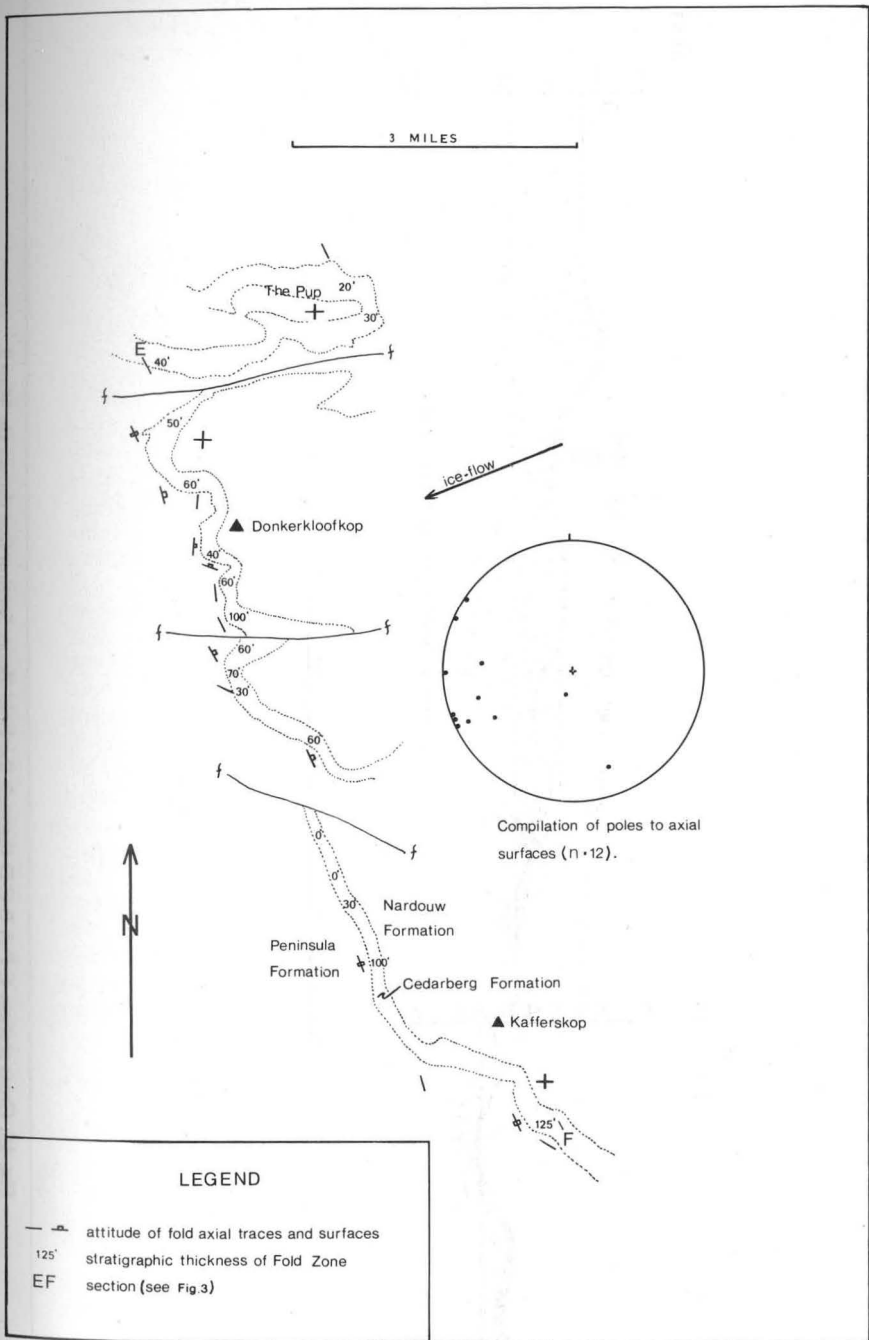 3 MILES
The Pup
20'
30'
E
40'
f
f
50'
60'
ice-flow
Donkerkloofkop
40'
60'
100'
f
f
60'
70'
30'
60'
f
f
Compilation of poles to axial
surfaces (n·12).
0'
0'
N
30'
Nardouw
Formation
Peninsula
Formation
100'
Cedarberg Formation
Kafferskop
125'
F
LEGEND
attitude of fold axial traces and surfaces
125' stratigraphic thickness of Fold Zone
EF section (see Fig.3)